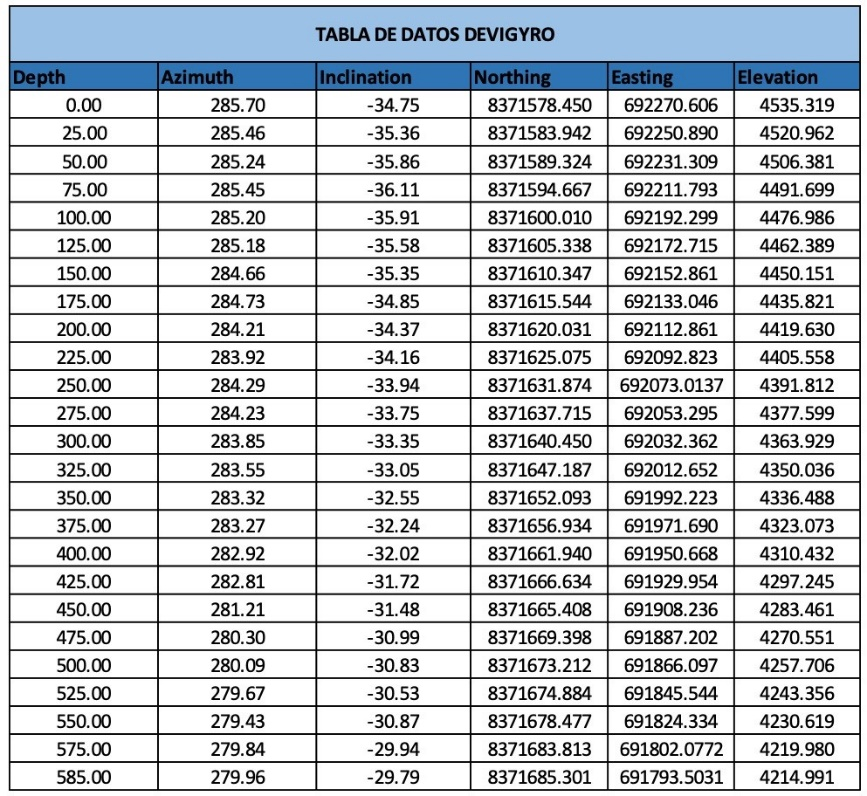 TABLA DE DATOS DEVIGYRO
Depth Azimuth Inclination Northing Easting Elevation
0.00 285.70 -34.75 8371578.450 692270.606 4535.319
25.00 285.46 -35.36 8371583.942 692250.890 4520.962
50.00 285.24 -35.86 8371589.324 692231.309 4506.381
75.00 285.45 -36.11 8371594.667 692211.793 4491.699
100.00 285.20 -35.91 8371600.010 692192.299 4476.986
125.00 285.18 -35.58 8371605.338 692172.715 4462.389
150.00 284.66 -35.35 8371610.347 692152.861 4450.151
175.00 284.73 -34.85 8371615.544 692133.046 4435.821
200.00 284.21 -34.37 8371620.031 692112.861 4419.630
225.00 283.92 -34.16 8371625.075 692092.823 4405.558
250.00 284.29 -33.94 8371631.874 692073.0137 4391.812
275.00 284.23 -33.75 8371637.715 692053.295 4377.599
300.00 283.85 -33.35 8371640.450 692032.362 4363.929
325.00 283.55 -33.05 8371647.187 692012.652 4350.036
350.00 283.32 -32.55 8371652.093 691992.223 4336.488
375.00 283.27 -32.24 8371656.934 691971.690 4323.073
400.00 282.92 -32.02 8371661.940 691950.668 4310.432
425.00 282.81 -31.72 8371666.634 691929.954 4297.245
450.00 281.21 -31.48 8371665.408 691908.236 4283.461
475.00 280.30 -30.99 8371669.398 691887.202 4270.551
500.00 280.09 -30.83 8371673.212 691866.097 4257.706
525.00 279.67 -30.53 8371674.884 691845.544 4243.356
550.00 279.43 -30.87 8371678.477 691824.334 4230.619
575.00 279.84 -29.94 8371683.813 691802.0772 4219.980
585.00 279.96 -29.79 8371685.301 691793.5031 4214.991